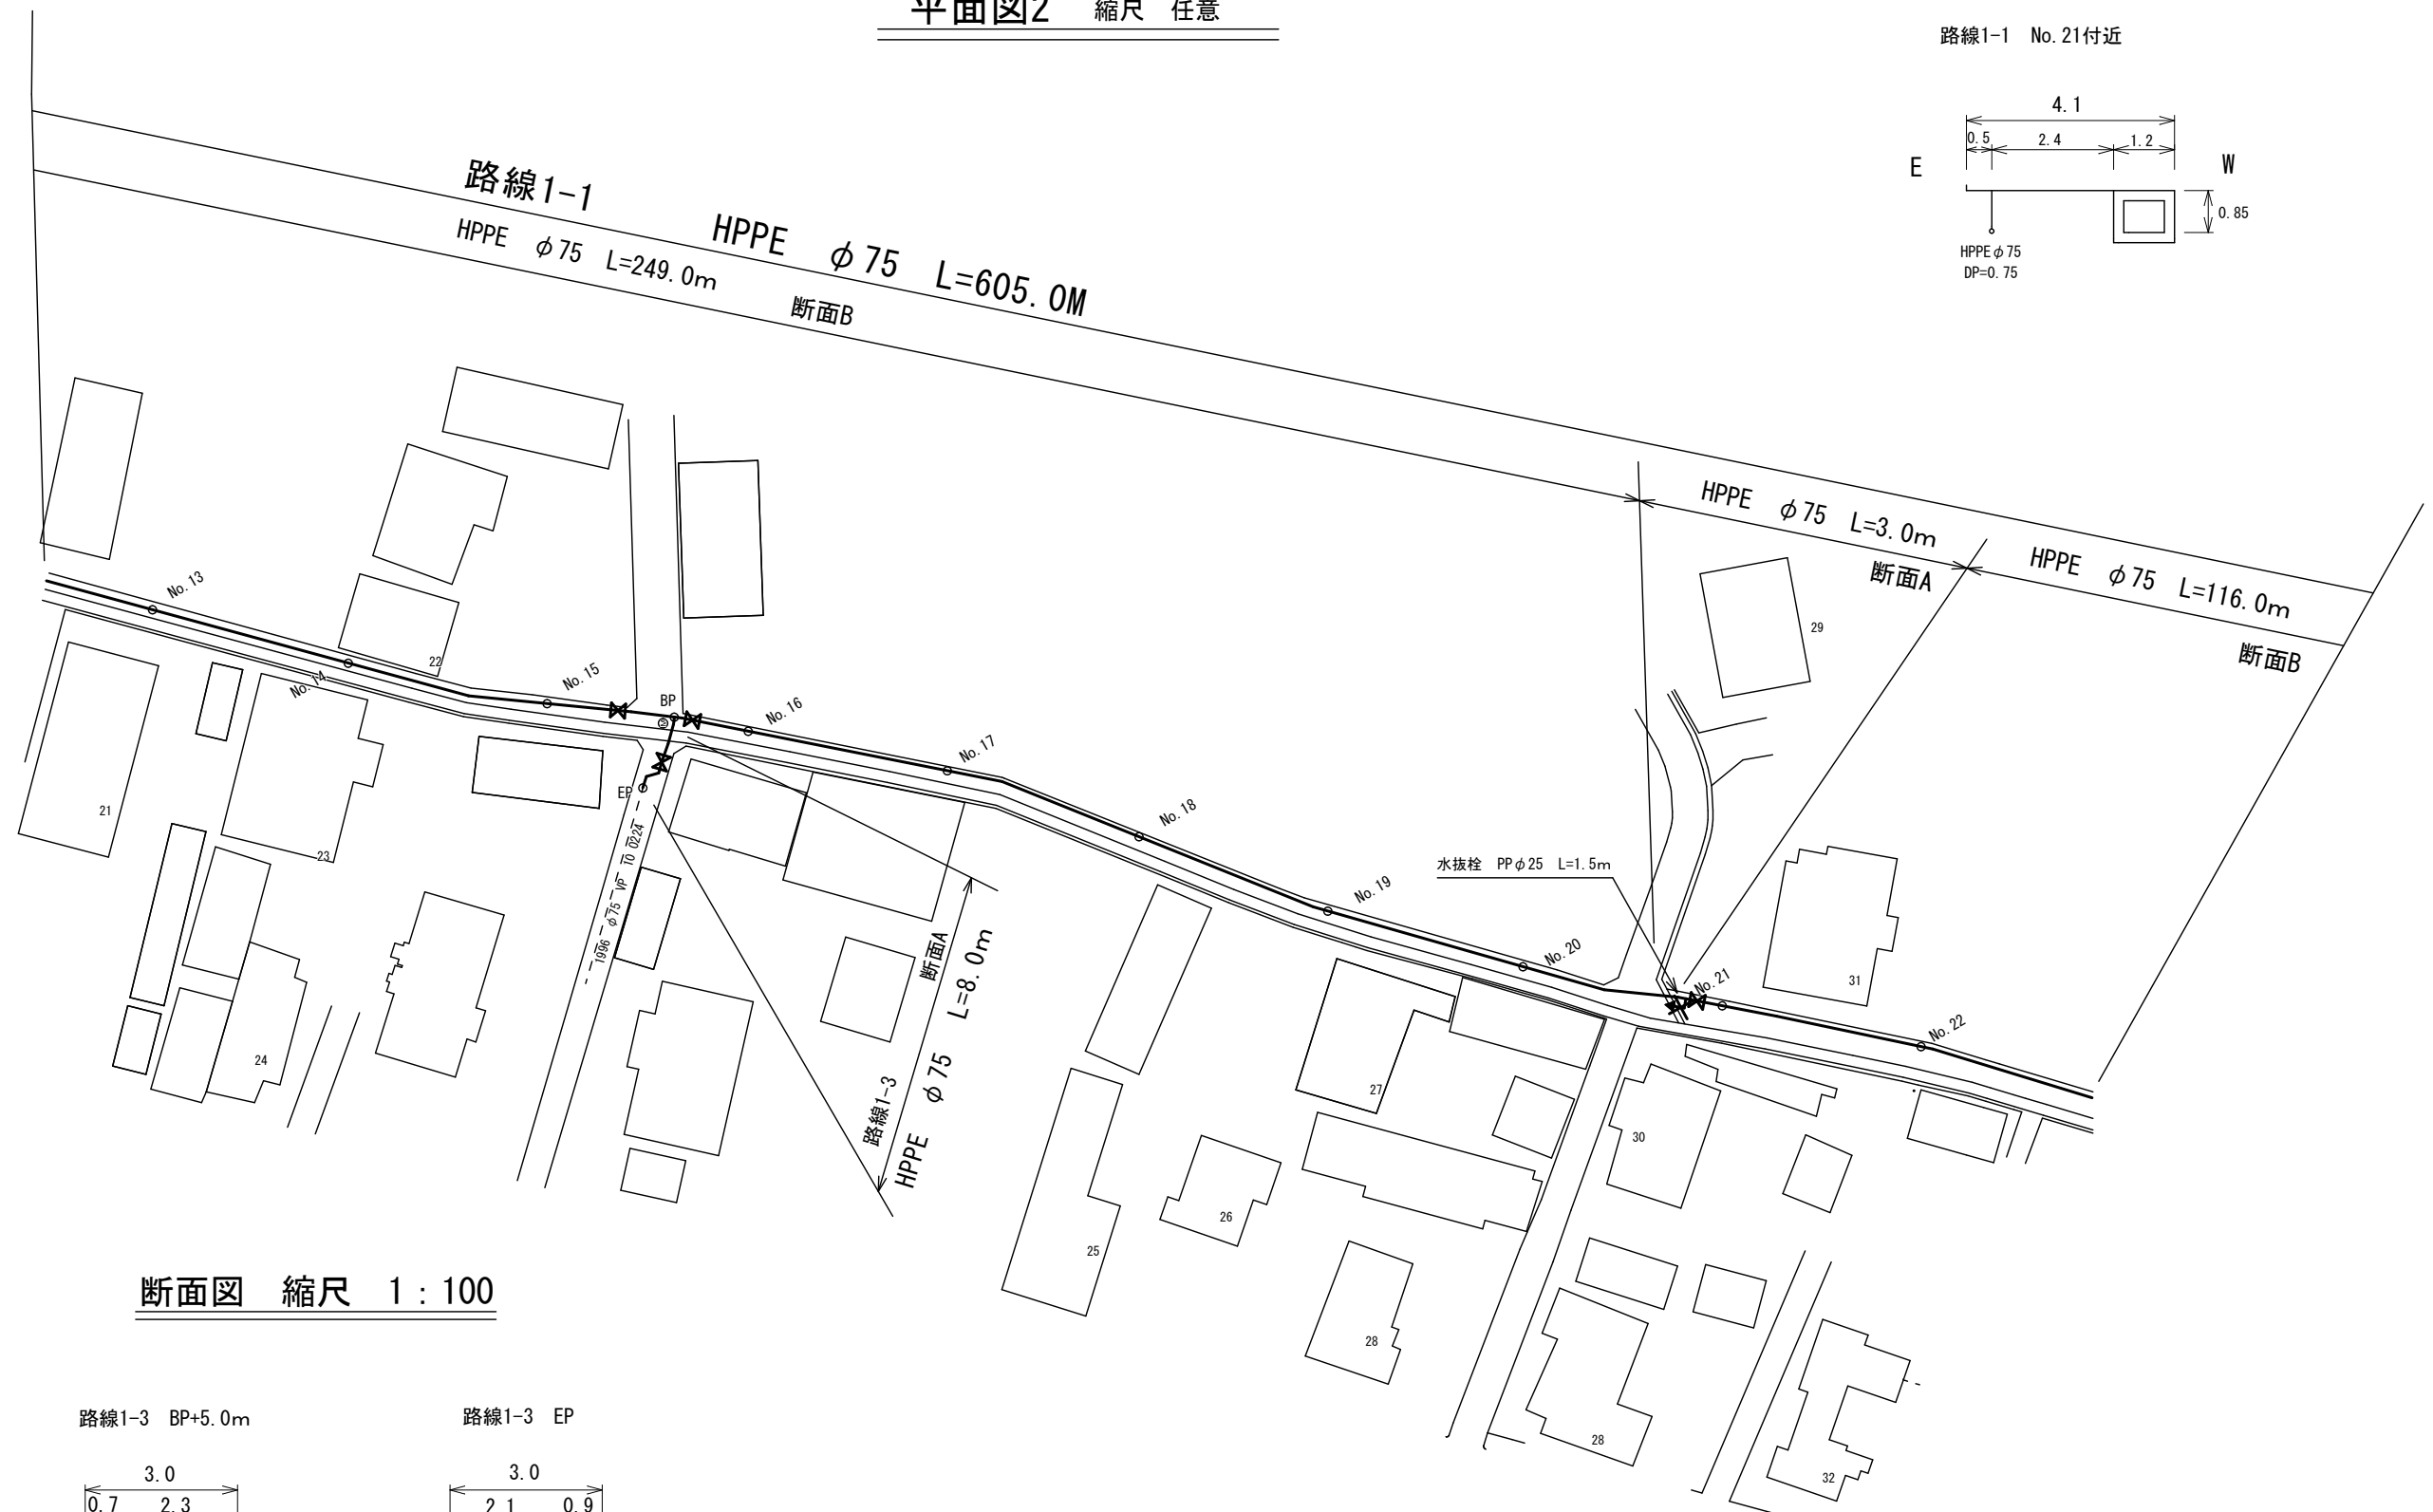 平面図2　縮尺　任意
路線1-1　No.21付近
4.1
0.5　2.4　1.2
E
W
0.85
HPPEφ75
DP=0.75
路線1-1　HPPE　φ75　L=605.0M
HPPE　φ75　L=249.0m
断面B
HPPE　φ75　L=3.0m
断面A
HPPE　φ75　L=116.0m
断面B
No.13
No.14
No.15
BP
No.16
No.17
No.18
No.19
No.20
No.21
No.22
EP
1996　φ75　VP　10 0224
水抜栓　PPφ25　L=1.5m
断面A
路線1-3
HPPE　φ75　L=8.0m
21
22
23
24
25
26
27
28
28
29
30
31
32
断面図　縮尺　1:100
路線1-3　BP+5.0m
3.0
0.7　2.3
路線1-3　EP
3.0
2.1　0.9